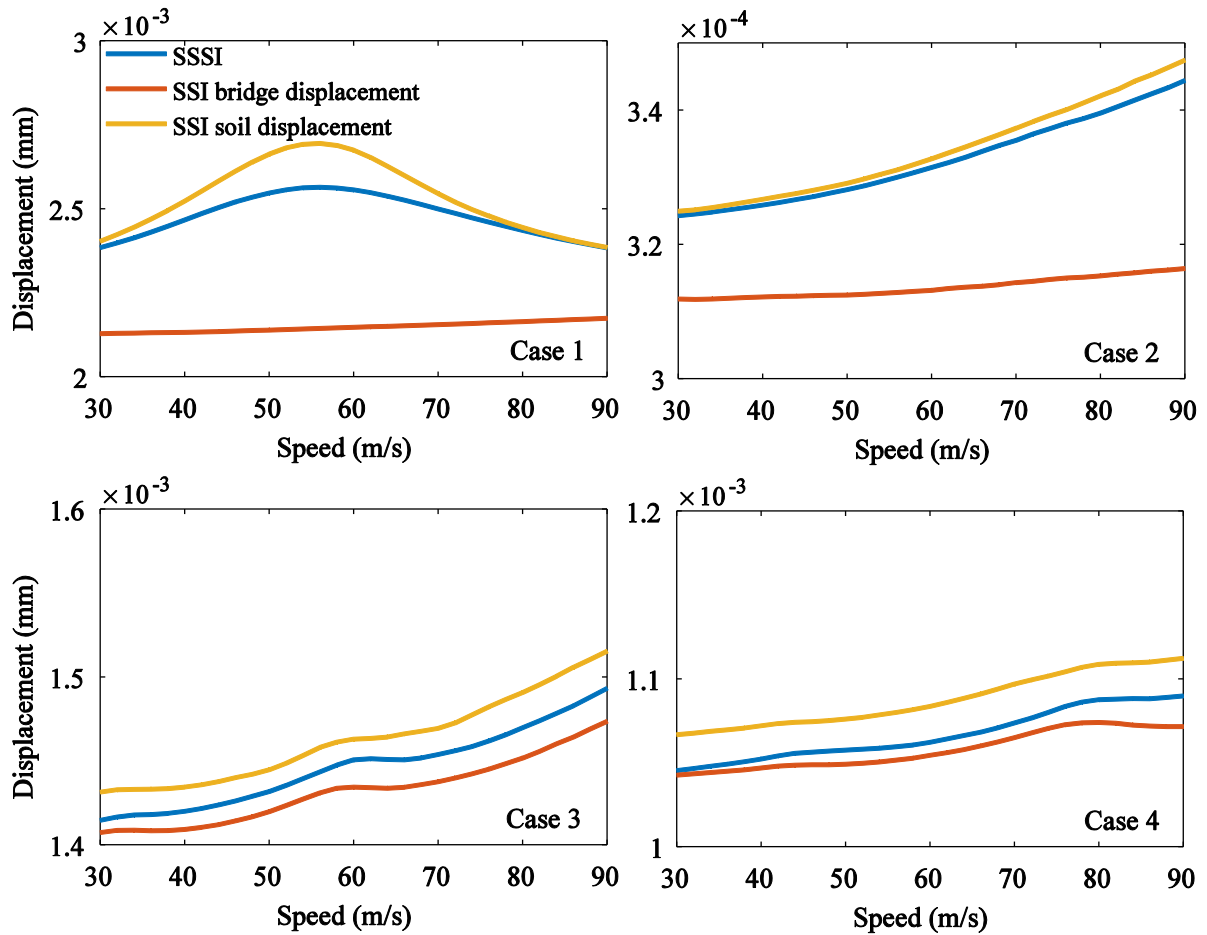 ×10⁻³
3
2.5
2
Displacement (mm)
SSSI
SSI bridge displacement
SSI soil displacement
Case 1
30 40 50 60 70 80 90
Speed (m/s)
×10⁻⁴
3.4
3.2
3
Case 2
30 40 50 60 70 80 90
Speed (m/s)
×10⁻³
1.6
1.5
1.4
Displacement (mm)
Case 3
30 40 50 60 70 80 90
Speed (m/s)
×10⁻³
1.2
1.1
1
Case 4
30 40 50 60 70 80 90
Speed (m/s)